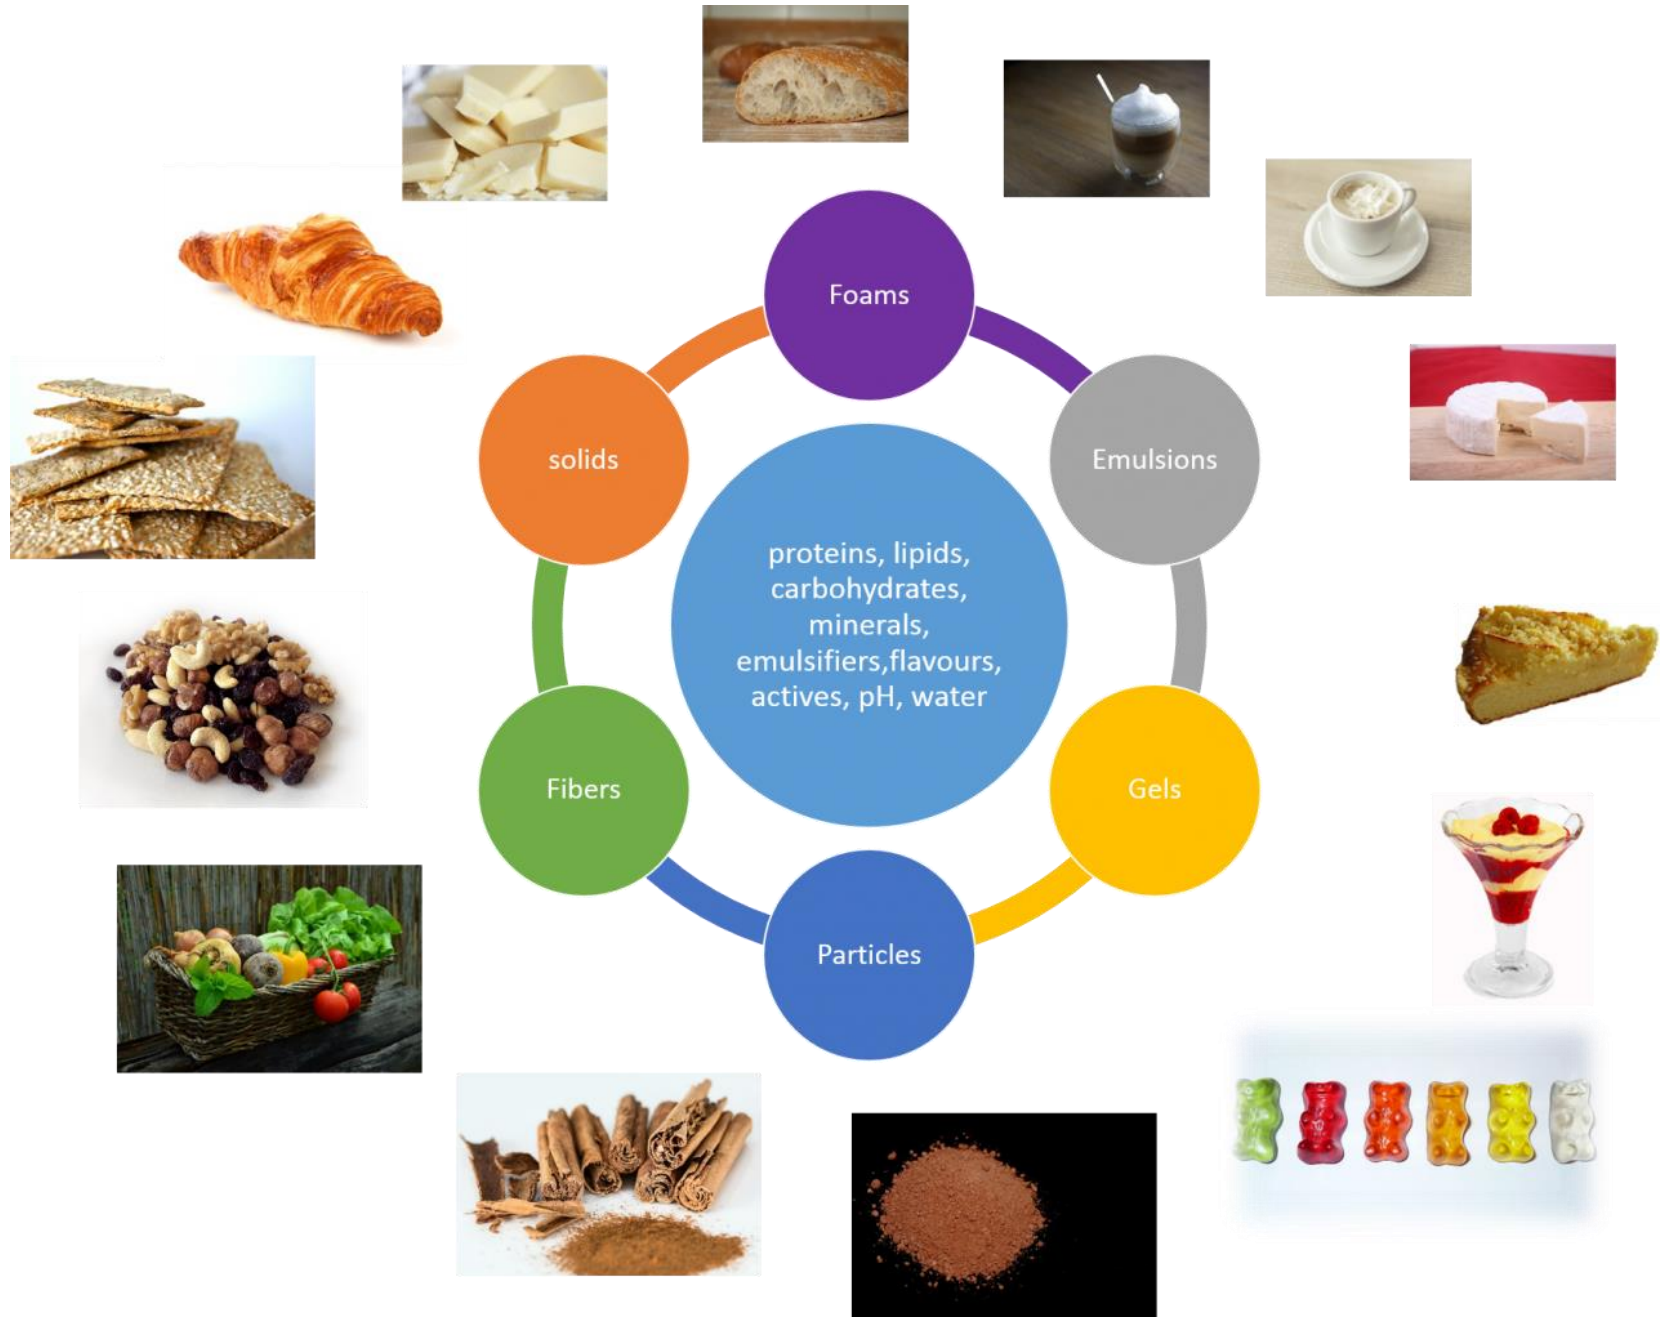 Foams
solids
Emulsions
proteins, lipids,
carbohydrates,
minerals,
emulsifiers,flavours,
actives, pH, water
Fibers
Gels
Particles